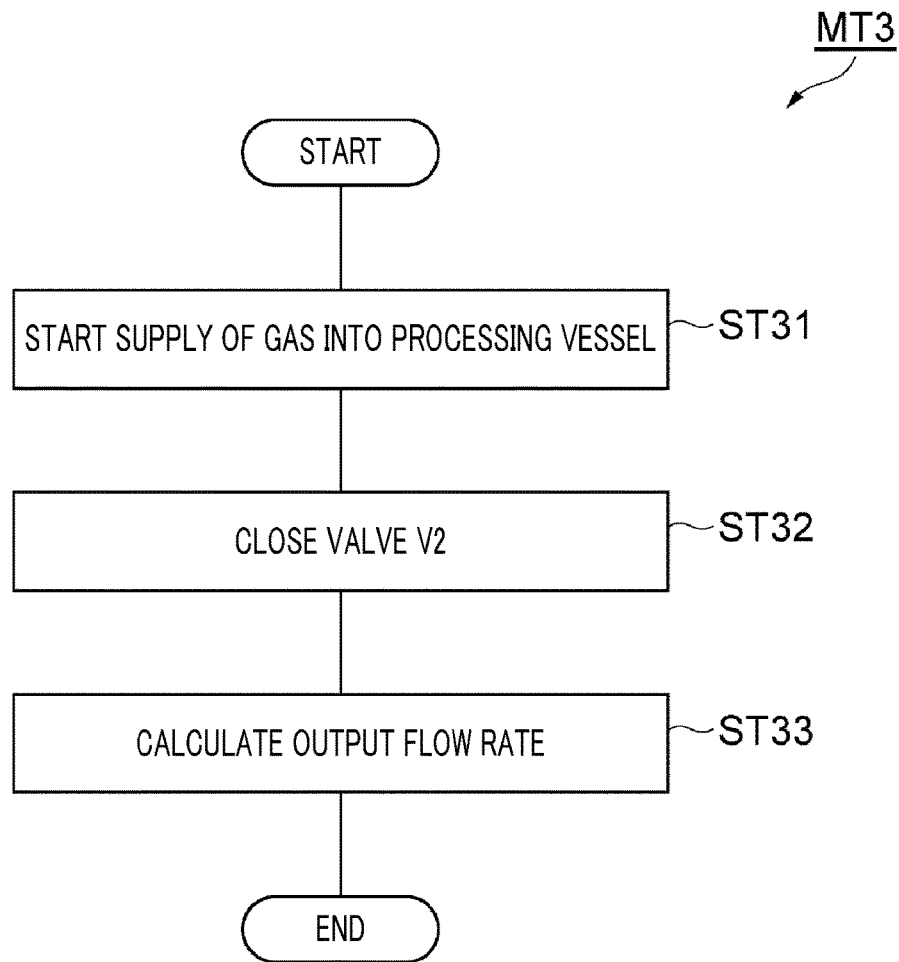 MT3
START
START SUPPLY OF GAS INTO PROCESSING VESSEL
ST31
CLOSE VALVE V2
ST32
CALCULATE OUTPUT FLOW RATE
ST33
END